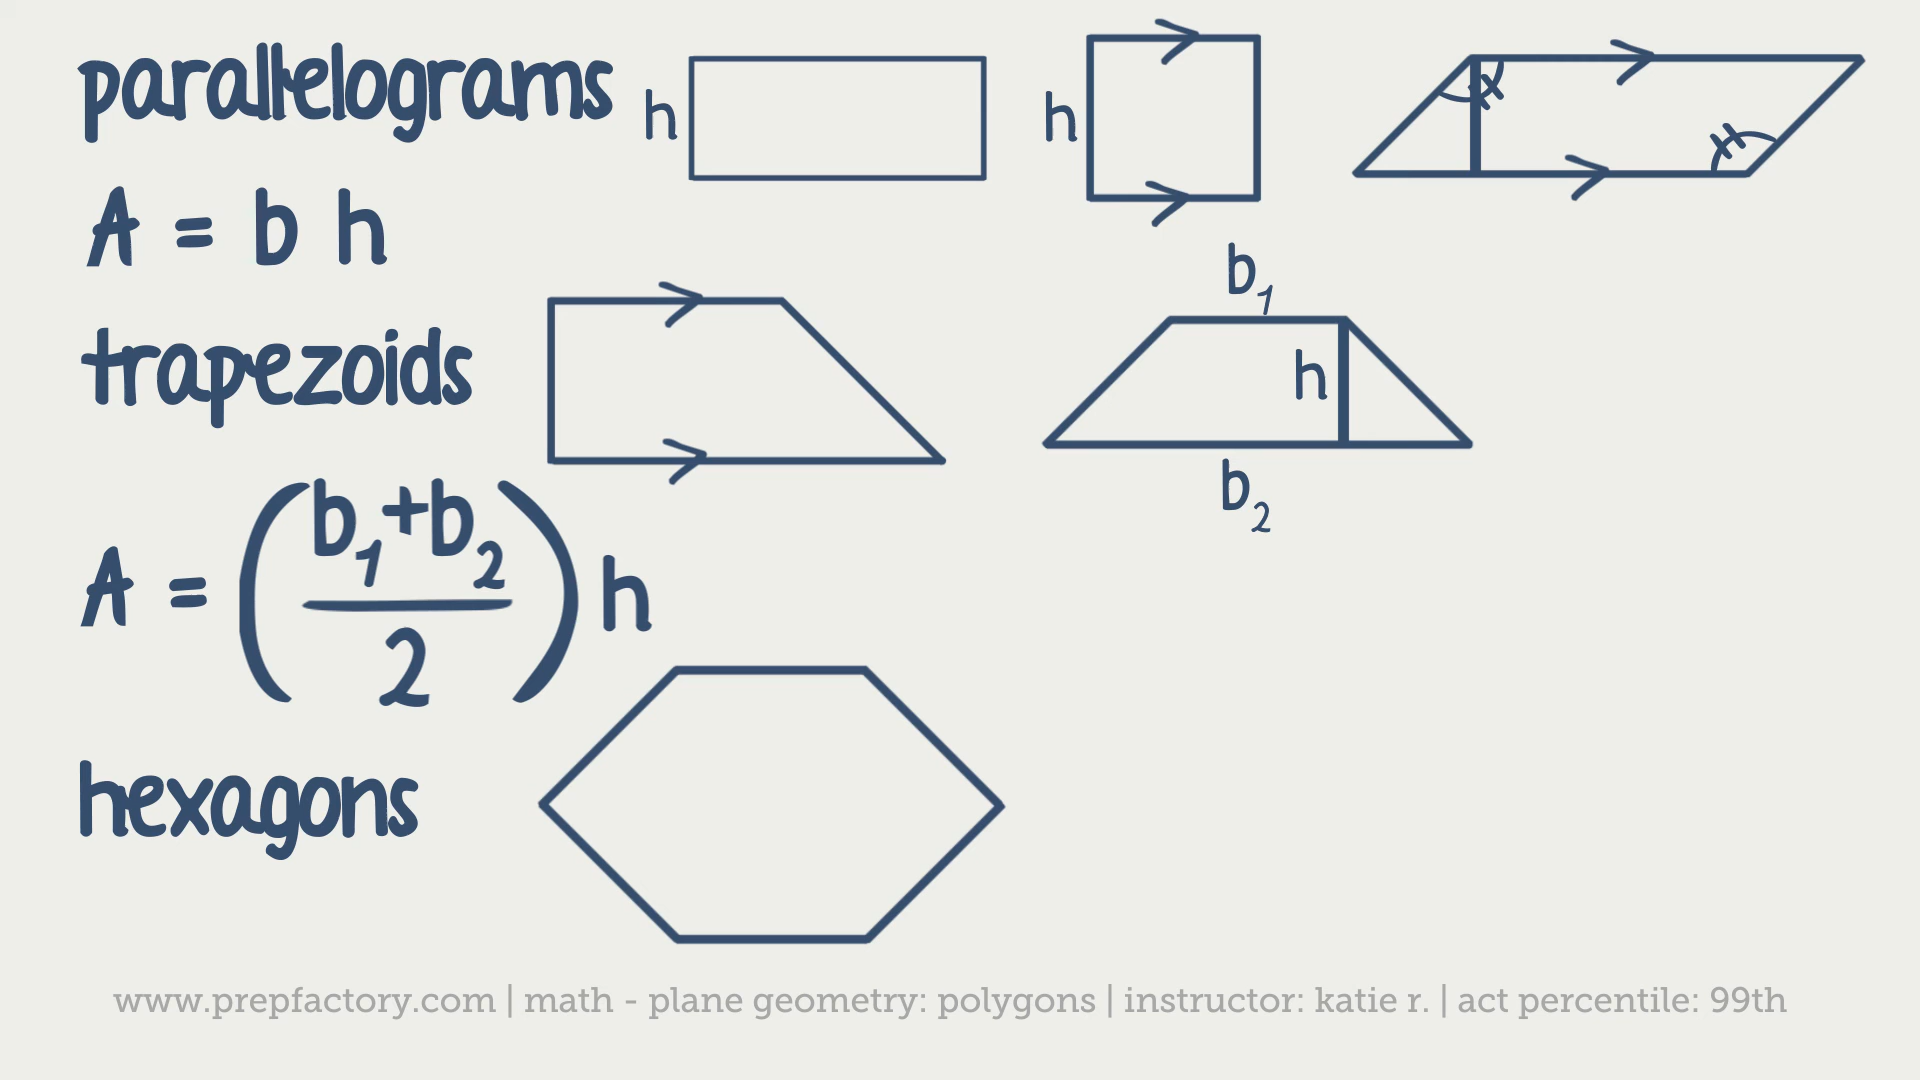 parallelograms
h
h
A = b h
b₁
trapezoids
h
b₂
A = (b₁+b₂ / 2) h
hexagons
www.prepfactory.com | math - plane geometry: polygons | instructor: katie r. | act percentile: 99th